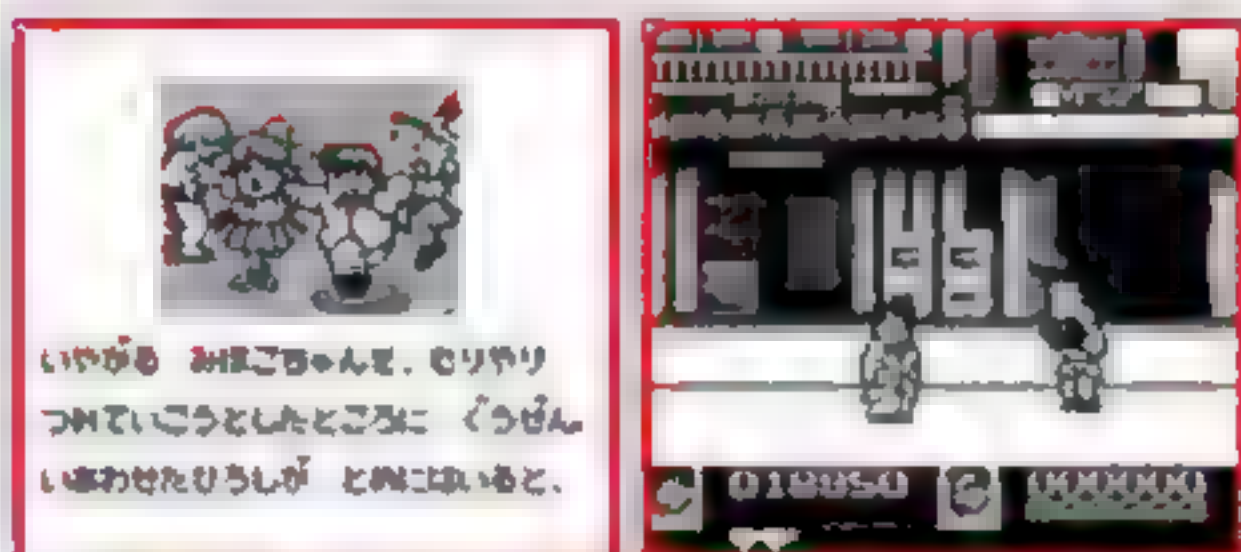 いやがる みほこちゃんを、むりやり
つれていこうとしたところに ぐうぜん
いあわせたひろしが とめにはいると、
018050